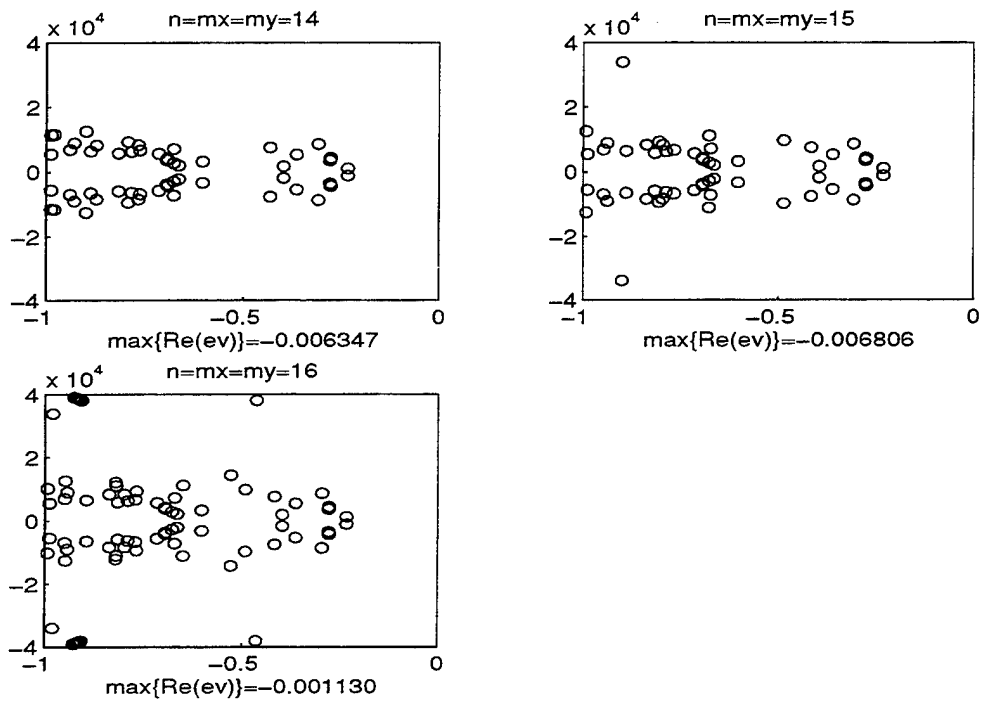 x 10^4 n=mx=my=14
4
2
0
−2
−4
−1 −0.5 0
max{Re(ev)}=−0.006347
x 10^4 n=mx=my=15
4
2
0
−2
−4
−1 −0.5 0
max{Re(ev)}=−0.006806
x 10^4 n=mx=my=16
4
2
0
−2
−4
−1 −0.5 0
max{Re(ev)}=−0.001130